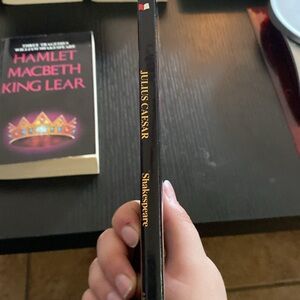 THREE TRAGEDIES
WILLIAM SHAKESPEARE
HAMLET
MACBETH
KING LEAR
JULIUS CAESAR
Shakespeare